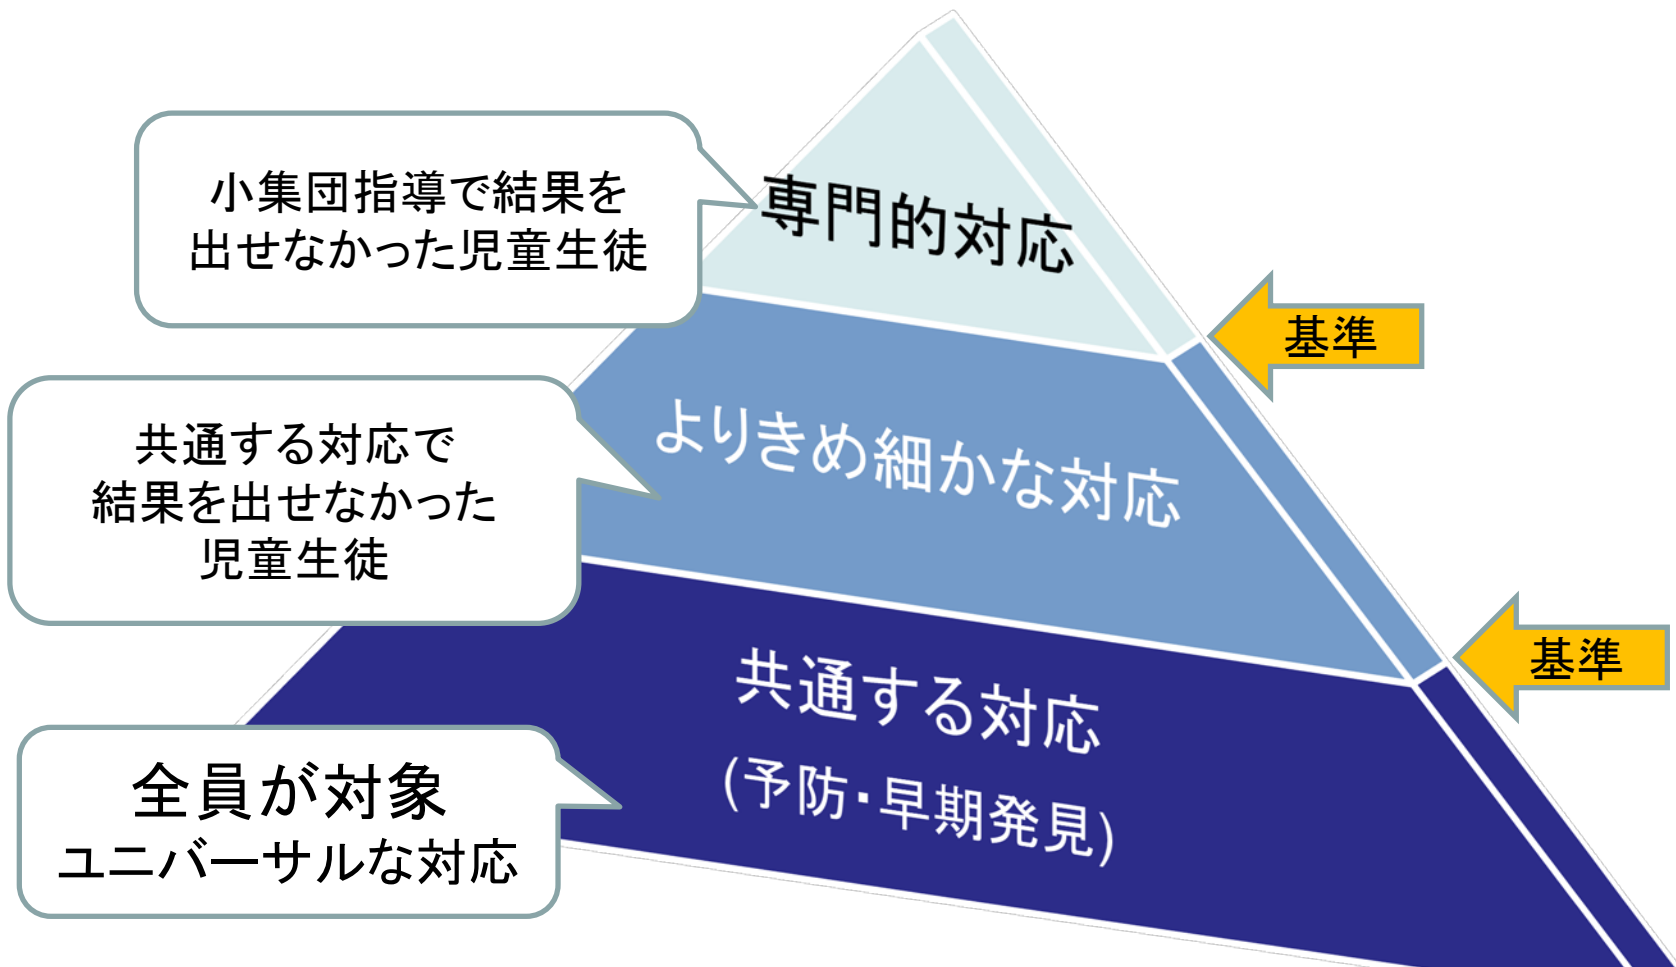 小集団指導で結果を
出せなかった児童生徒
専門的対応
基準
共通する対応で
結果を出せなかった
児童生徒
よりきめ細かな対応
基準
共通する対応
(予防・早期発見)
全員が対象
ユニバーサルな対応